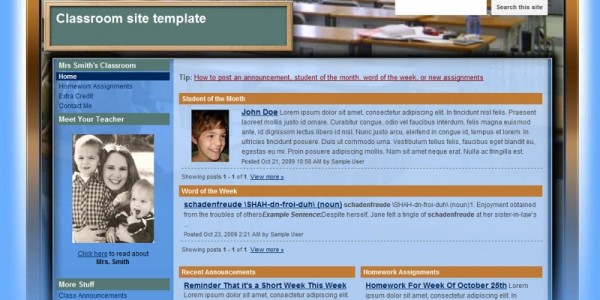 Classroom site template
Search this site
Mrs Smith's Classroom
Home
Homework Assignments
Extra Credit
Contact Me
Meet Your Teacher
Click here to read about
Mrs. Smith
More Stuff
Class Announcements
Tip: How to post an announcement, student of the month, word of the week, or new assignments
Student of the Month
John Doe Lorem ipsum dolor sit amet, consectetur adipiscing elit. In tincidunt nisl felis. Praesent
laoreet mollis justo id ornare. Curabitur congue, odio vel faucibus interdum, felis magna euismod
ante, id dignissim lectus libero id nisl. Nunc justo arcu, eleifend in congue id, tempus at lorem. In
ultricies tincidunt posuere. Duis ut commodo urna. Vestibulum tellus felis, faucibus eget blandit eu,
egestas eu mi. Proin posuere adipiscing mollis. Nam sit amet neque erat. Nulla ac fringilla est.
Posted Oct 21, 2009 10:58 AM by Sample User
Showing posts 1 - 1 of 1. View more »
Word of the Week
schadenfreude \SHAH-dn-froi-duh\ (noun) schadenfreude \SHAH-dn-froi-duh\1. Enjoyment obtained
from the troubles of othersExample Sentence:Despite herself, Jane felt a tingle of schadenfreude at her sister-in-law's
...
Posted Oct 23, 2009 2:21 AM by Sample User
Showing posts 1 - 1 of 1. View more »
Recent Announcements
Reminder That it's a Short Week This Week
Lorem ipsum dolor sit amet, consectetur adipiscing
Homework Assignments
Homework For Week Of October 25th Lorem
ipsum dolor sit amet, consectetur adipiscing elit. In